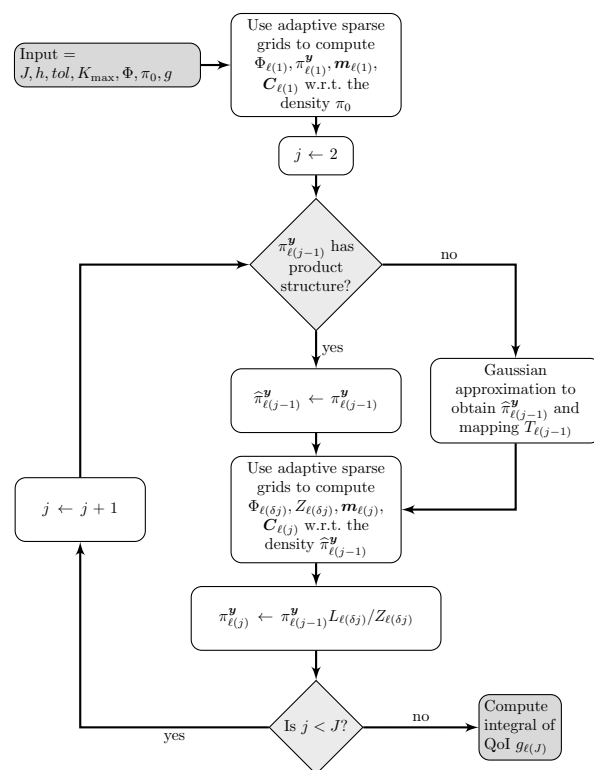 Input =
J, h, tol, K_max, Φ, π_0, g
Use adaptive sparse
grids to compute
Φ_ℓ(1), π^y_ℓ(1), m_ℓ(1),
C_ℓ(1) w.r.t. the
density π_0
j ← 2
π^y_ℓ(j−1) has
product
structure?
no
yes
π̂^y_ℓ(j−1) ← π^y_ℓ(j−1)
Gaussian
approximation to
obtain π̂^y_ℓ(j−1) and
mapping T_ℓ(j−1)
Use adaptive sparse
grids to compute
Φ_ℓ(δj), Z_ℓ(δj), m_ℓ(j),
C_ℓ(j) w.r.t. the
density π̂^y_ℓ(j−1)
j ← j + 1
π^y_ℓ(j) ← π^y_ℓ(j−1) L_ℓ(δj)/Z_ℓ(δj)
Is j < J?
yes
no
Compute
integral of
QoI g_ℓ(J)